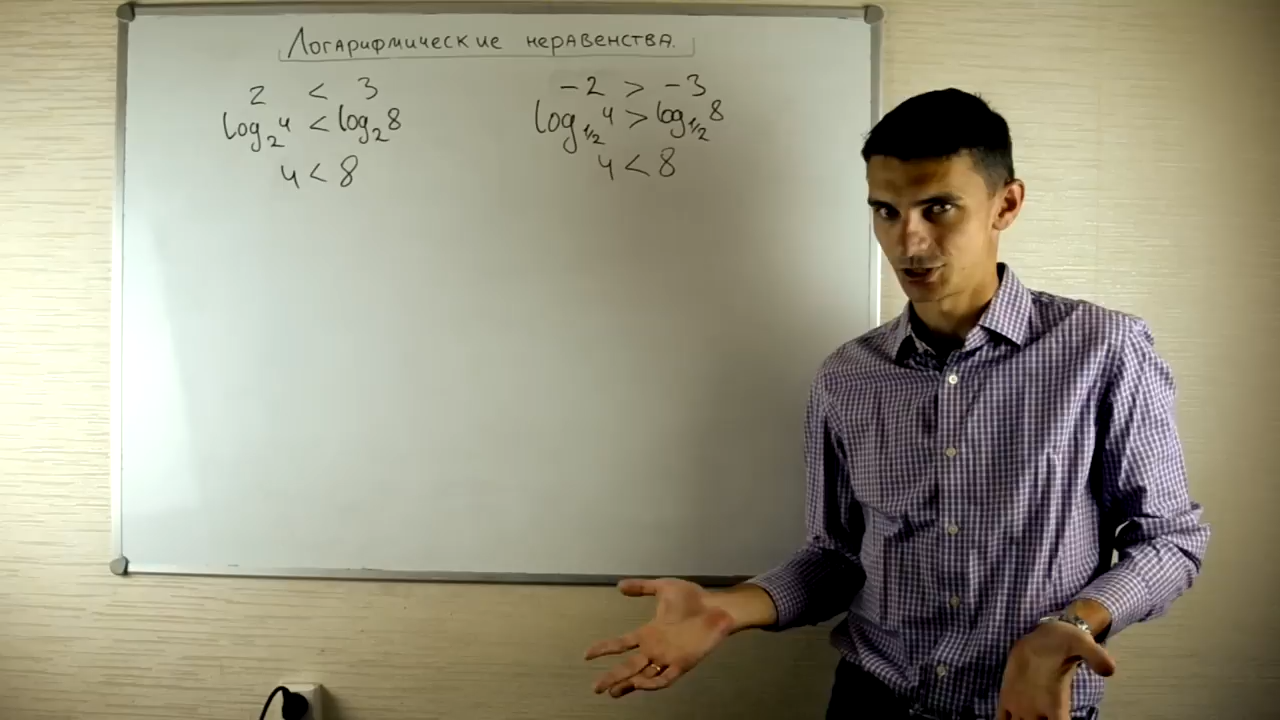 Логарифмические неравенства.
2 < 3
log₂4 < log₂8
4 < 8
-2 > -3
log₁/₂4 > log₁/₂8
4 < 8